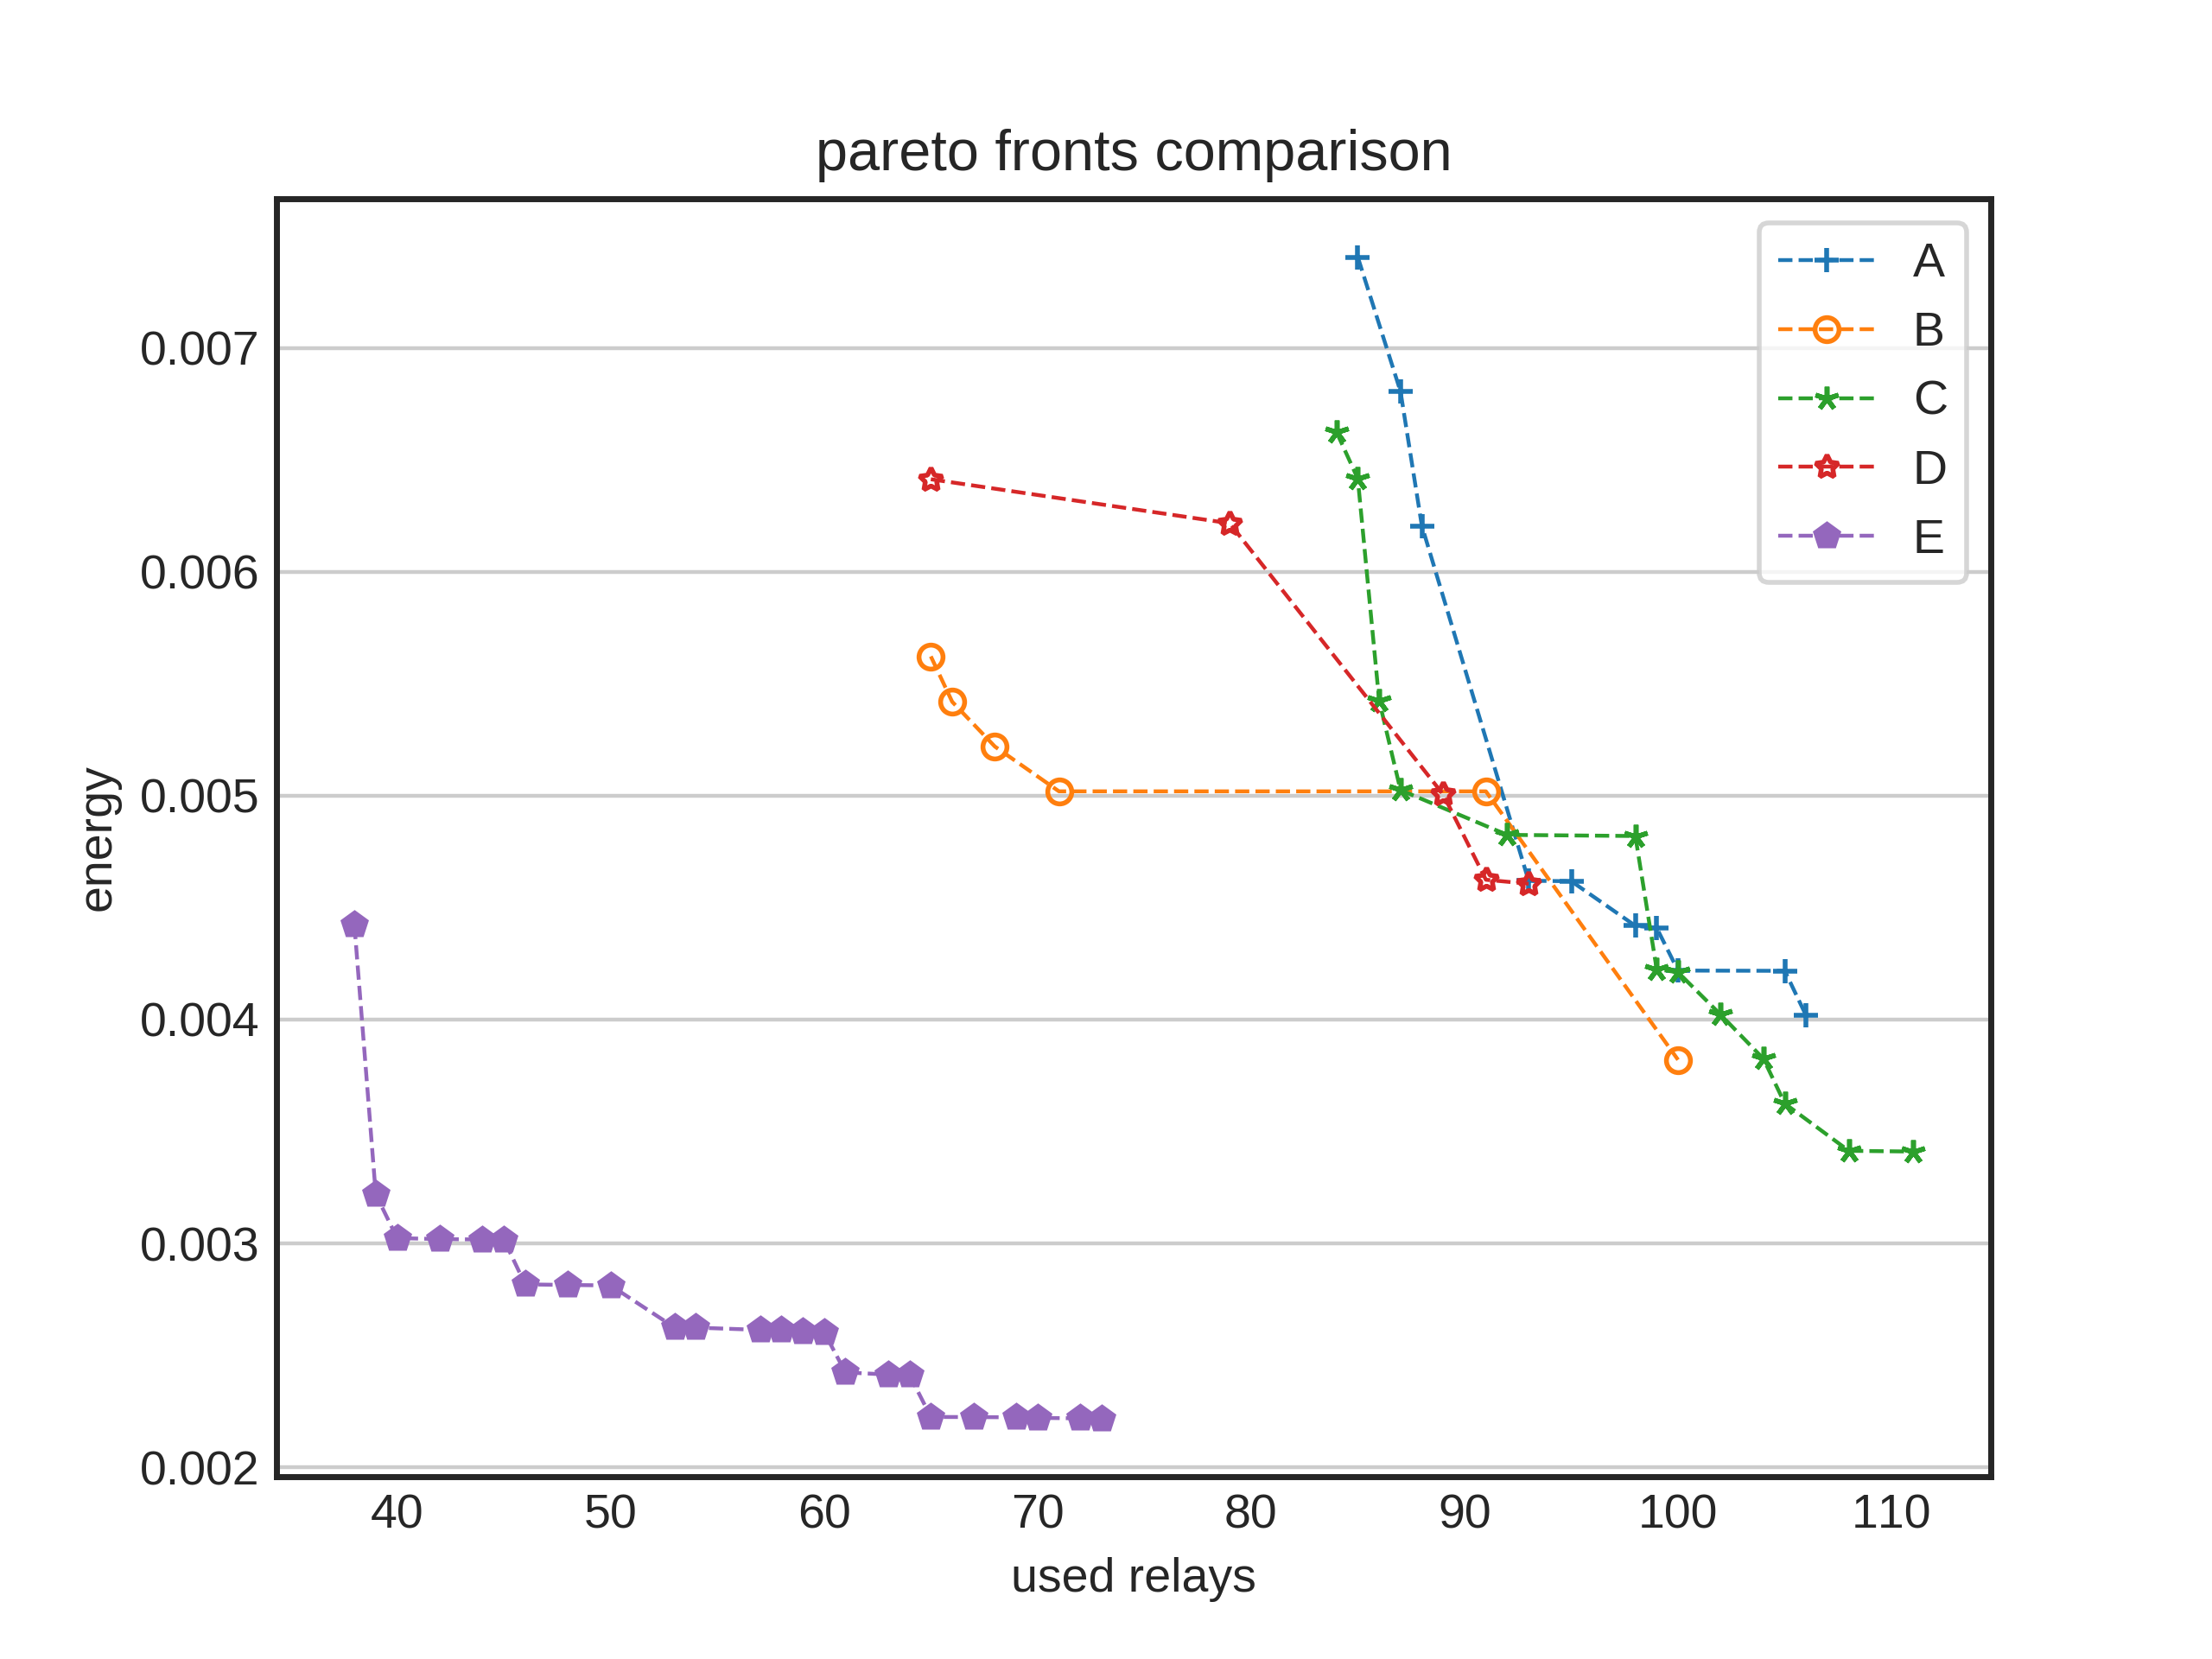 pareto fronts comparison
A
B
C
D
E
0.007
0.006
0.005
0.004
0.003
0.002
energy
40 50 60 70 80 90 100 110
used relays